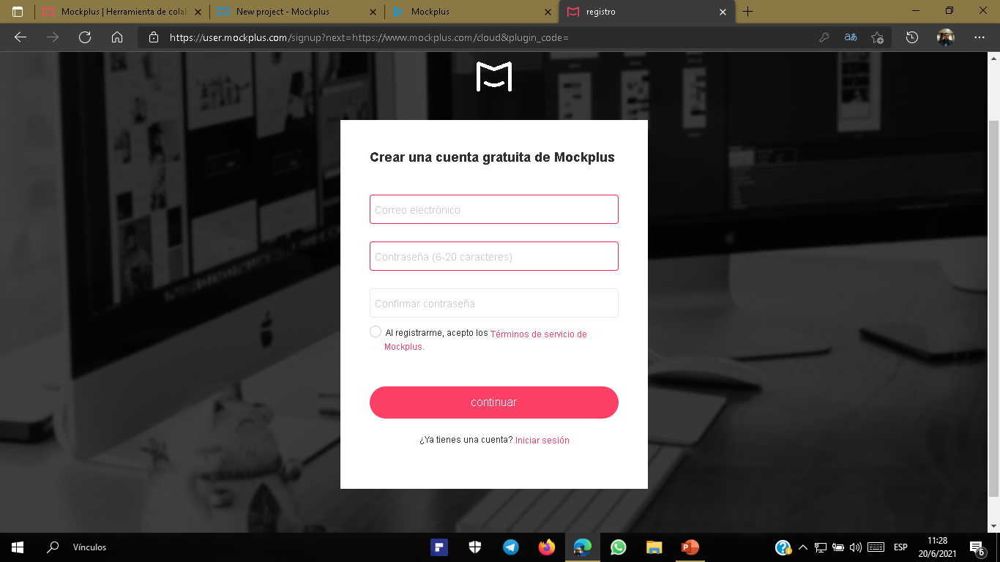 Mockplus | Herramienta de colab
New project - Mockplus
Mockplus
registro
https://user.mockplus.com/signup?next=https://www.mockplus.com/cloud&plugin_code=
Crear una cuenta gratuita de Mockplus
Correo electrónico
Contraseña (6-20 caracteres)
Confirmar contraseña
Al registrarme, acepto los Términos de servicio de
Mockplus.
continuar
¿Ya tienes una cuenta? Iniciar sesión
Vínculos
ESP
11:28
20/6/2021
6